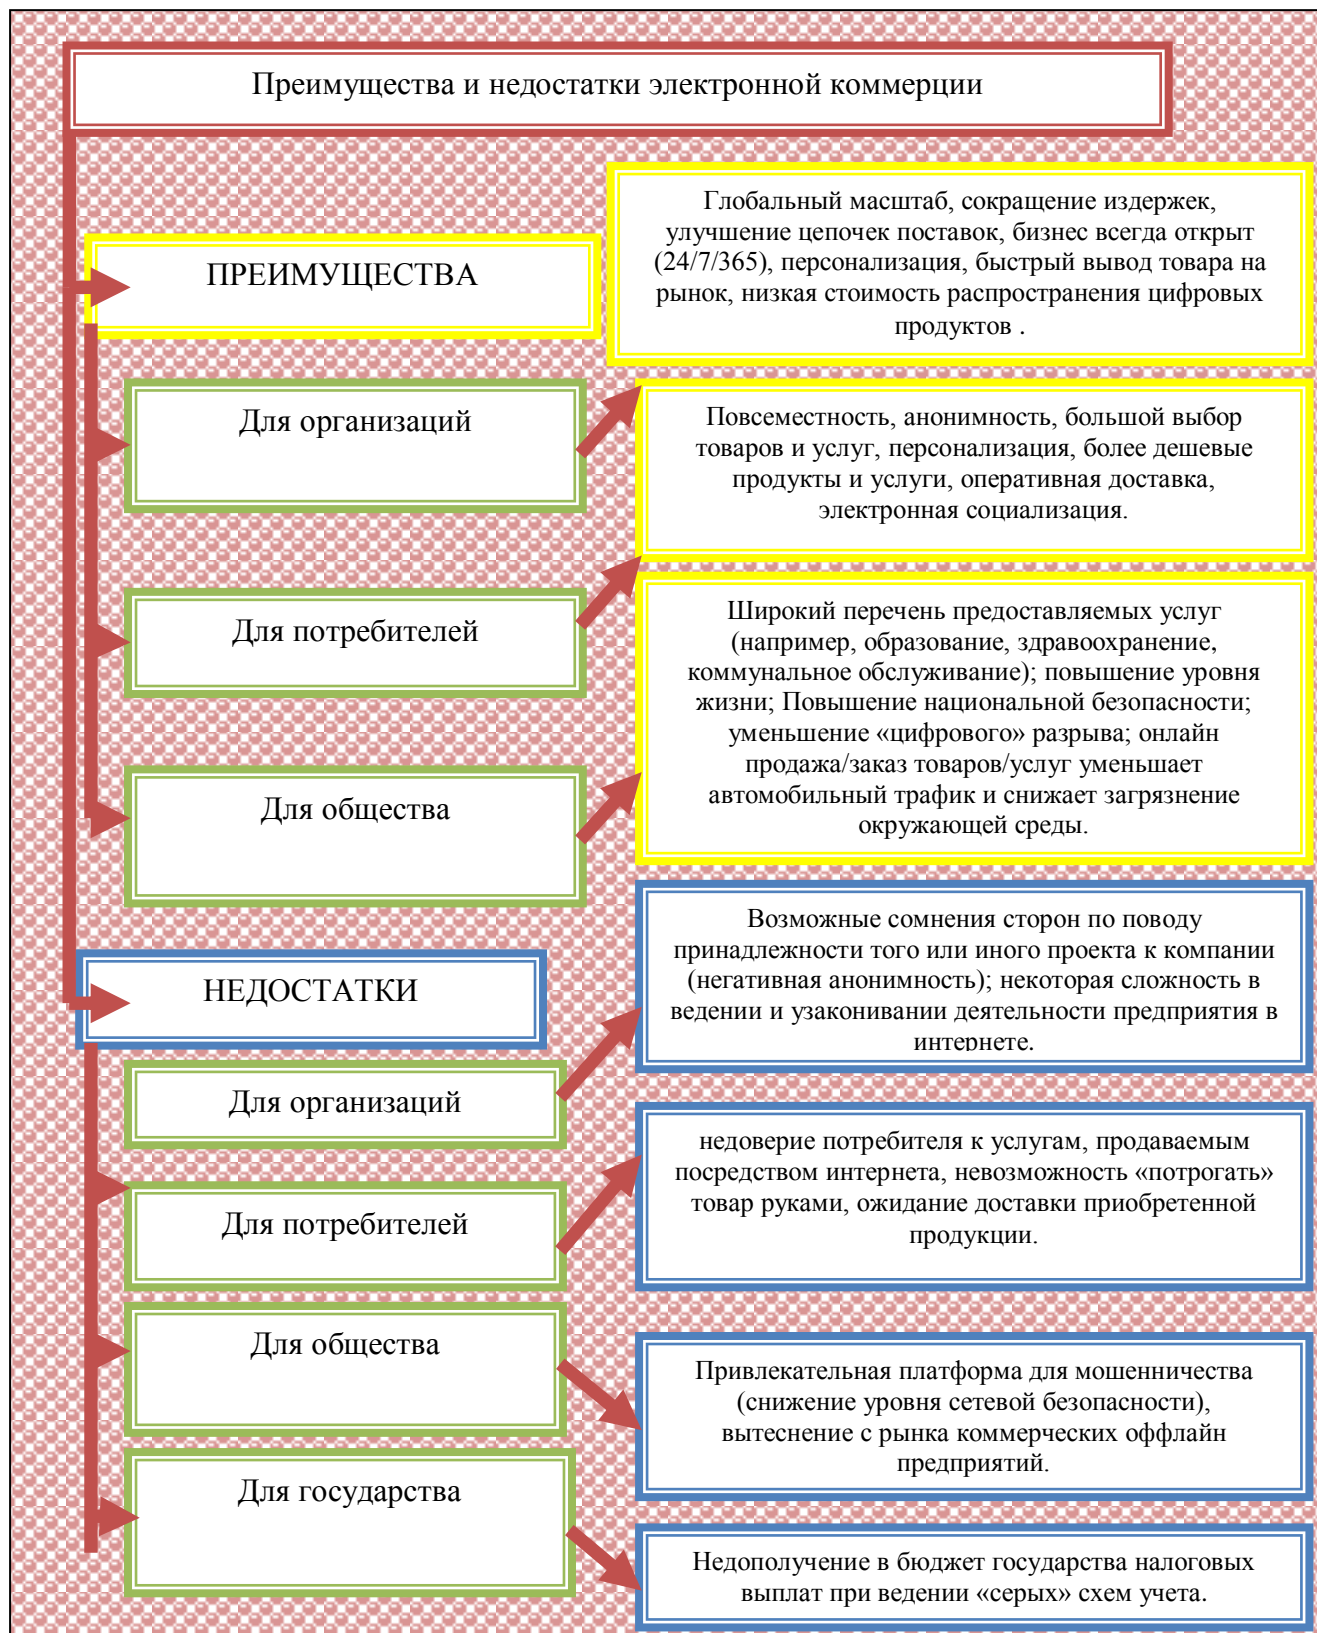 Преимущества и недостатки электронной коммерции
ПРЕИМУЩЕСТВА
Глобальный масштаб, сокращение издержек,
улучшение цепочек поставок, бизнес всегда открыт
(24/7/365), персонализация, быстрый вывод товара на
рынок, низкая стоимость распространения цифровых
продуктов .
Для организаций
Повсеместность, анонимность, большой выбор
товаров и услуг, персонализация, более дешевые
продукты и услуги, оперативная доставка,
электронная социализация.
Для потребителей
Широкий перечень предоставляемых услуг
(например, образование, здравоохранение,
коммунальное обслуживание); повышение уровня
жизни; Повышение национальной безопасности;
уменьшение «цифрового» разрыва; онлайн
продажа/заказ товаров/услуг уменьшает
автомобильный трафик и снижает загрязнение
окружающей среды.
Для общества
Возможные сомнения сторон по поводу
принадлежности того или иного проекта к компании
(негативная анонимность); некоторая сложность в
ведении и узаконивании деятельности предприятия в
интернете.
НЕДОСТАТКИ
Для организаций
недоверие потребителя к услугам, продаваемым
посредством интернета, невозможность «потрогать»
товар руками, ожидание доставки приобретенной
продукции.
Для потребителей
Для общества
Привлекательная платформа для мошенничества
(снижение уровня сетевой безопасности),
вытеснение с рынка коммерческих оффлайн
предприятий.
Для государства
Недополучение в бюджет государства налоговых
выплат при ведении «серых» схем учета.